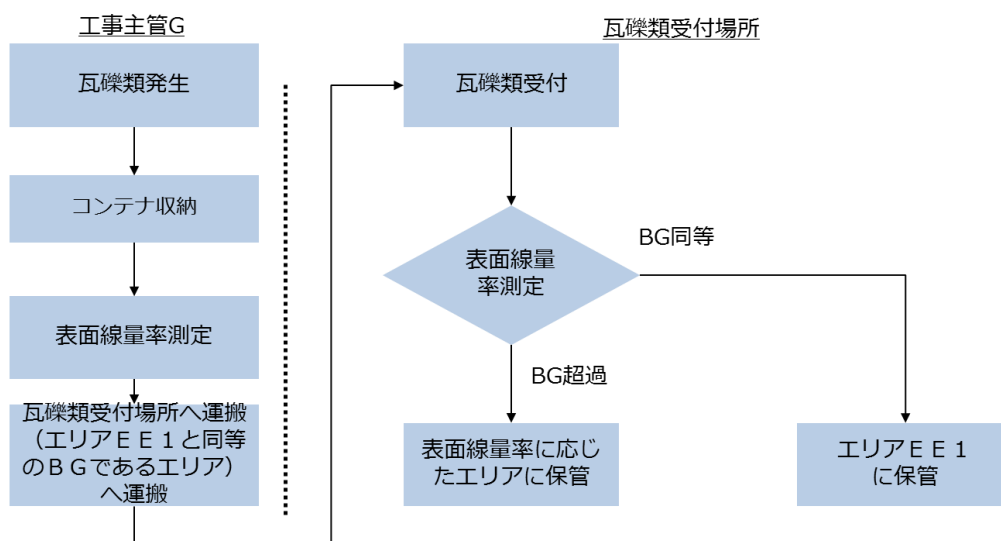 工事主管G
瓦礫類発生
コンテナ収納
表面線量率測定
瓦礫類受付場所へ運搬
（エリアＥＥ１と同等
のＢＧであるエリア）
へ運搬
瓦礫類受付場所
瓦礫類受付
表面線量
率測定
BG同等
BG超過
表面線量率に応じ
たエリアに保管
エリアＥＥ１
に保管